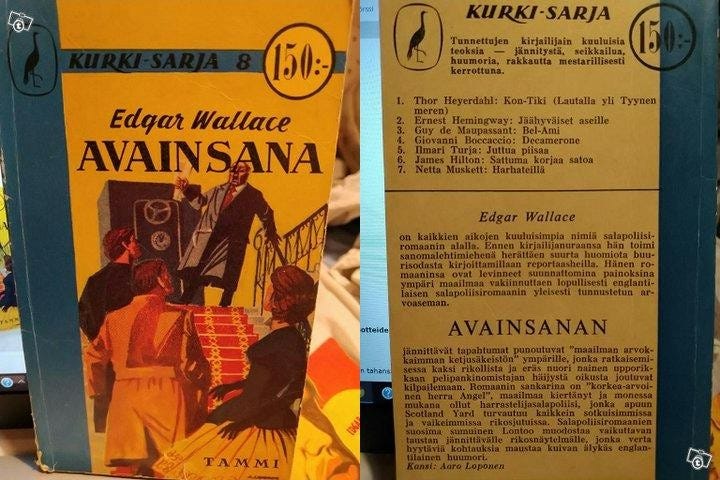 KURKI-SARJA 8
150:-
Edgar Wallace
AVAINSANA
TAMMI
KURKI-SARJA
150:-
Tunnettujen kirjailijain kuuluisia
teoksia — jännitystä, seikkailua,
huumoria, rakkautta mestarillisesti
kerrottuna.
1. Thor Heyerdahl: Kon-Tiki (Lautalla yli Tyynen
meren)
2. Ernest Hemingway: Jäähyväiset aseille
3. Guy de Maupassant: Bel-Ami
4. Giovanni Boccaccio: Decamerone
5. Ilmari Turja: Juttua piisaa
6. James Hilton: Sattuma korjaa satoa
7. Netta Muskett: Harhateillä
Edgar Wallace
on kaikkien aikojen kuuluisimpia nimiä salapoliisi-
romaanin alalla. Ennen kirjailijanuraansa hän toimi
sanomalehtimiehenä herättäen suurta huomiota buu-
risodasta kirjoittamillaan reportaasheilla. Hänen ro-
maaninsa ovat levinneet suunnattomina painoksina
ympäri maailmaa vakiinnuttaen lopullisesti englanti-
laisen salapoliisiromaanin yleisesti tunnustetun ar-
voaseman.
AVAINSANAN
jännittävät tapahtumat punoutuvat "maailman arvok-
kaimman ketjusäkeistön" ympärille, jonka ratkaisemi-
sessa kaksi rikollista ja eräs nuori nainen upporik-
kaan pelipankinomistajan häijystä oikusta joutuvat
kilpailemaan. Romaanin sankarina on "korkea-arvoi-
nen herra Angel", maailmaa kiertänyt ja monessa
mukana ollut harrastelijasalapoliisi, jonka apuun
Scotland Yard turvautuu kaikkein sotkuisimmissa
ja vaikeimmissa rikosjutuissa. Salapoliisiromaanien
suosima sumuinen Lontoo muodostaa vaikuttavan
taustan jännittävälle rikosnäytelmälle, jonka verta
hyytäviä kohtauksia maustaa kuivan älykäs englan-
tilainen huumori.
Kansi: Aaro Loponen